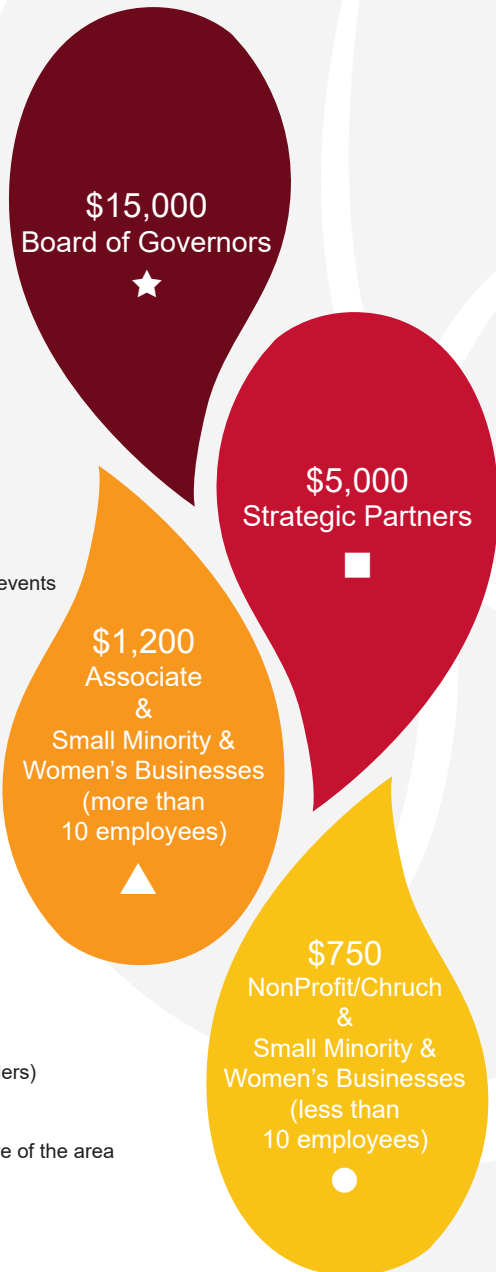 $15,000
Board of Governors
$5,000
Strategic Partners
events
$1,200
Associate
&
Small Minority &
Women's Businesses
(more than
10 employees)
$750
NonProfit/Chruch
&
Small Minority &
Women's Businesses
(less than
10 employees)
ers)
e of the area